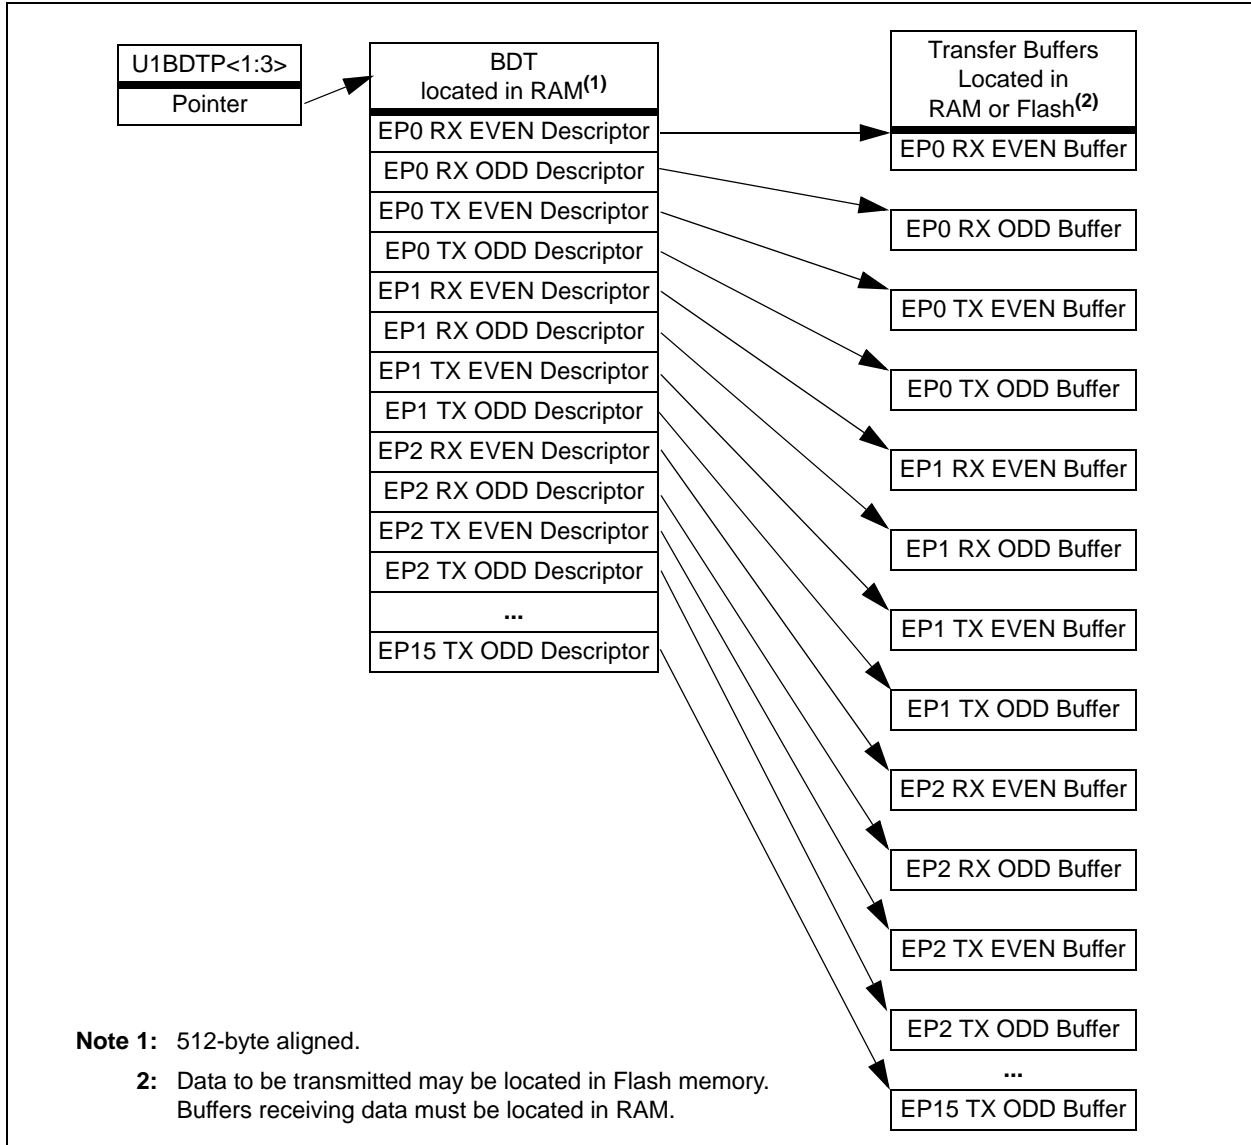 U1BDTP<1:3>
Pointer
BDT
located in RAM(1)
EP0 RX EVEN Descriptor
EP0 RX ODD Descriptor
EP0 TX EVEN Descriptor
EP0 TX ODD Descriptor
EP1 RX EVEN Descriptor
EP1 RX ODD Descriptor
EP1 TX EVEN Descriptor
EP1 TX ODD Descriptor
EP2 RX EVEN Descriptor
EP2 RX ODD Descriptor
EP2 TX EVEN Descriptor
EP2 TX ODD Descriptor
...
EP15 TX ODD Descriptor
Transfer Buffers
Located in
RAM or Flash(2)
EP0 RX EVEN Buffer
EP0 RX ODD Buffer
EP0 TX EVEN Buffer
EP0 TX ODD Buffer
EP1 RX EVEN Buffer
EP1 RX ODD Buffer
EP1 TX EVEN Buffer
EP1 TX ODD Buffer
EP2 RX EVEN Buffer
EP2 RX ODD Buffer
EP2 TX EVEN Buffer
EP2 TX ODD Buffer
...
EP15 TX ODD Buffer
Note 1: 512-byte aligned.
2: Data to be transmitted may be located in Flash memory.
Buffers receiving data must be located in RAM.